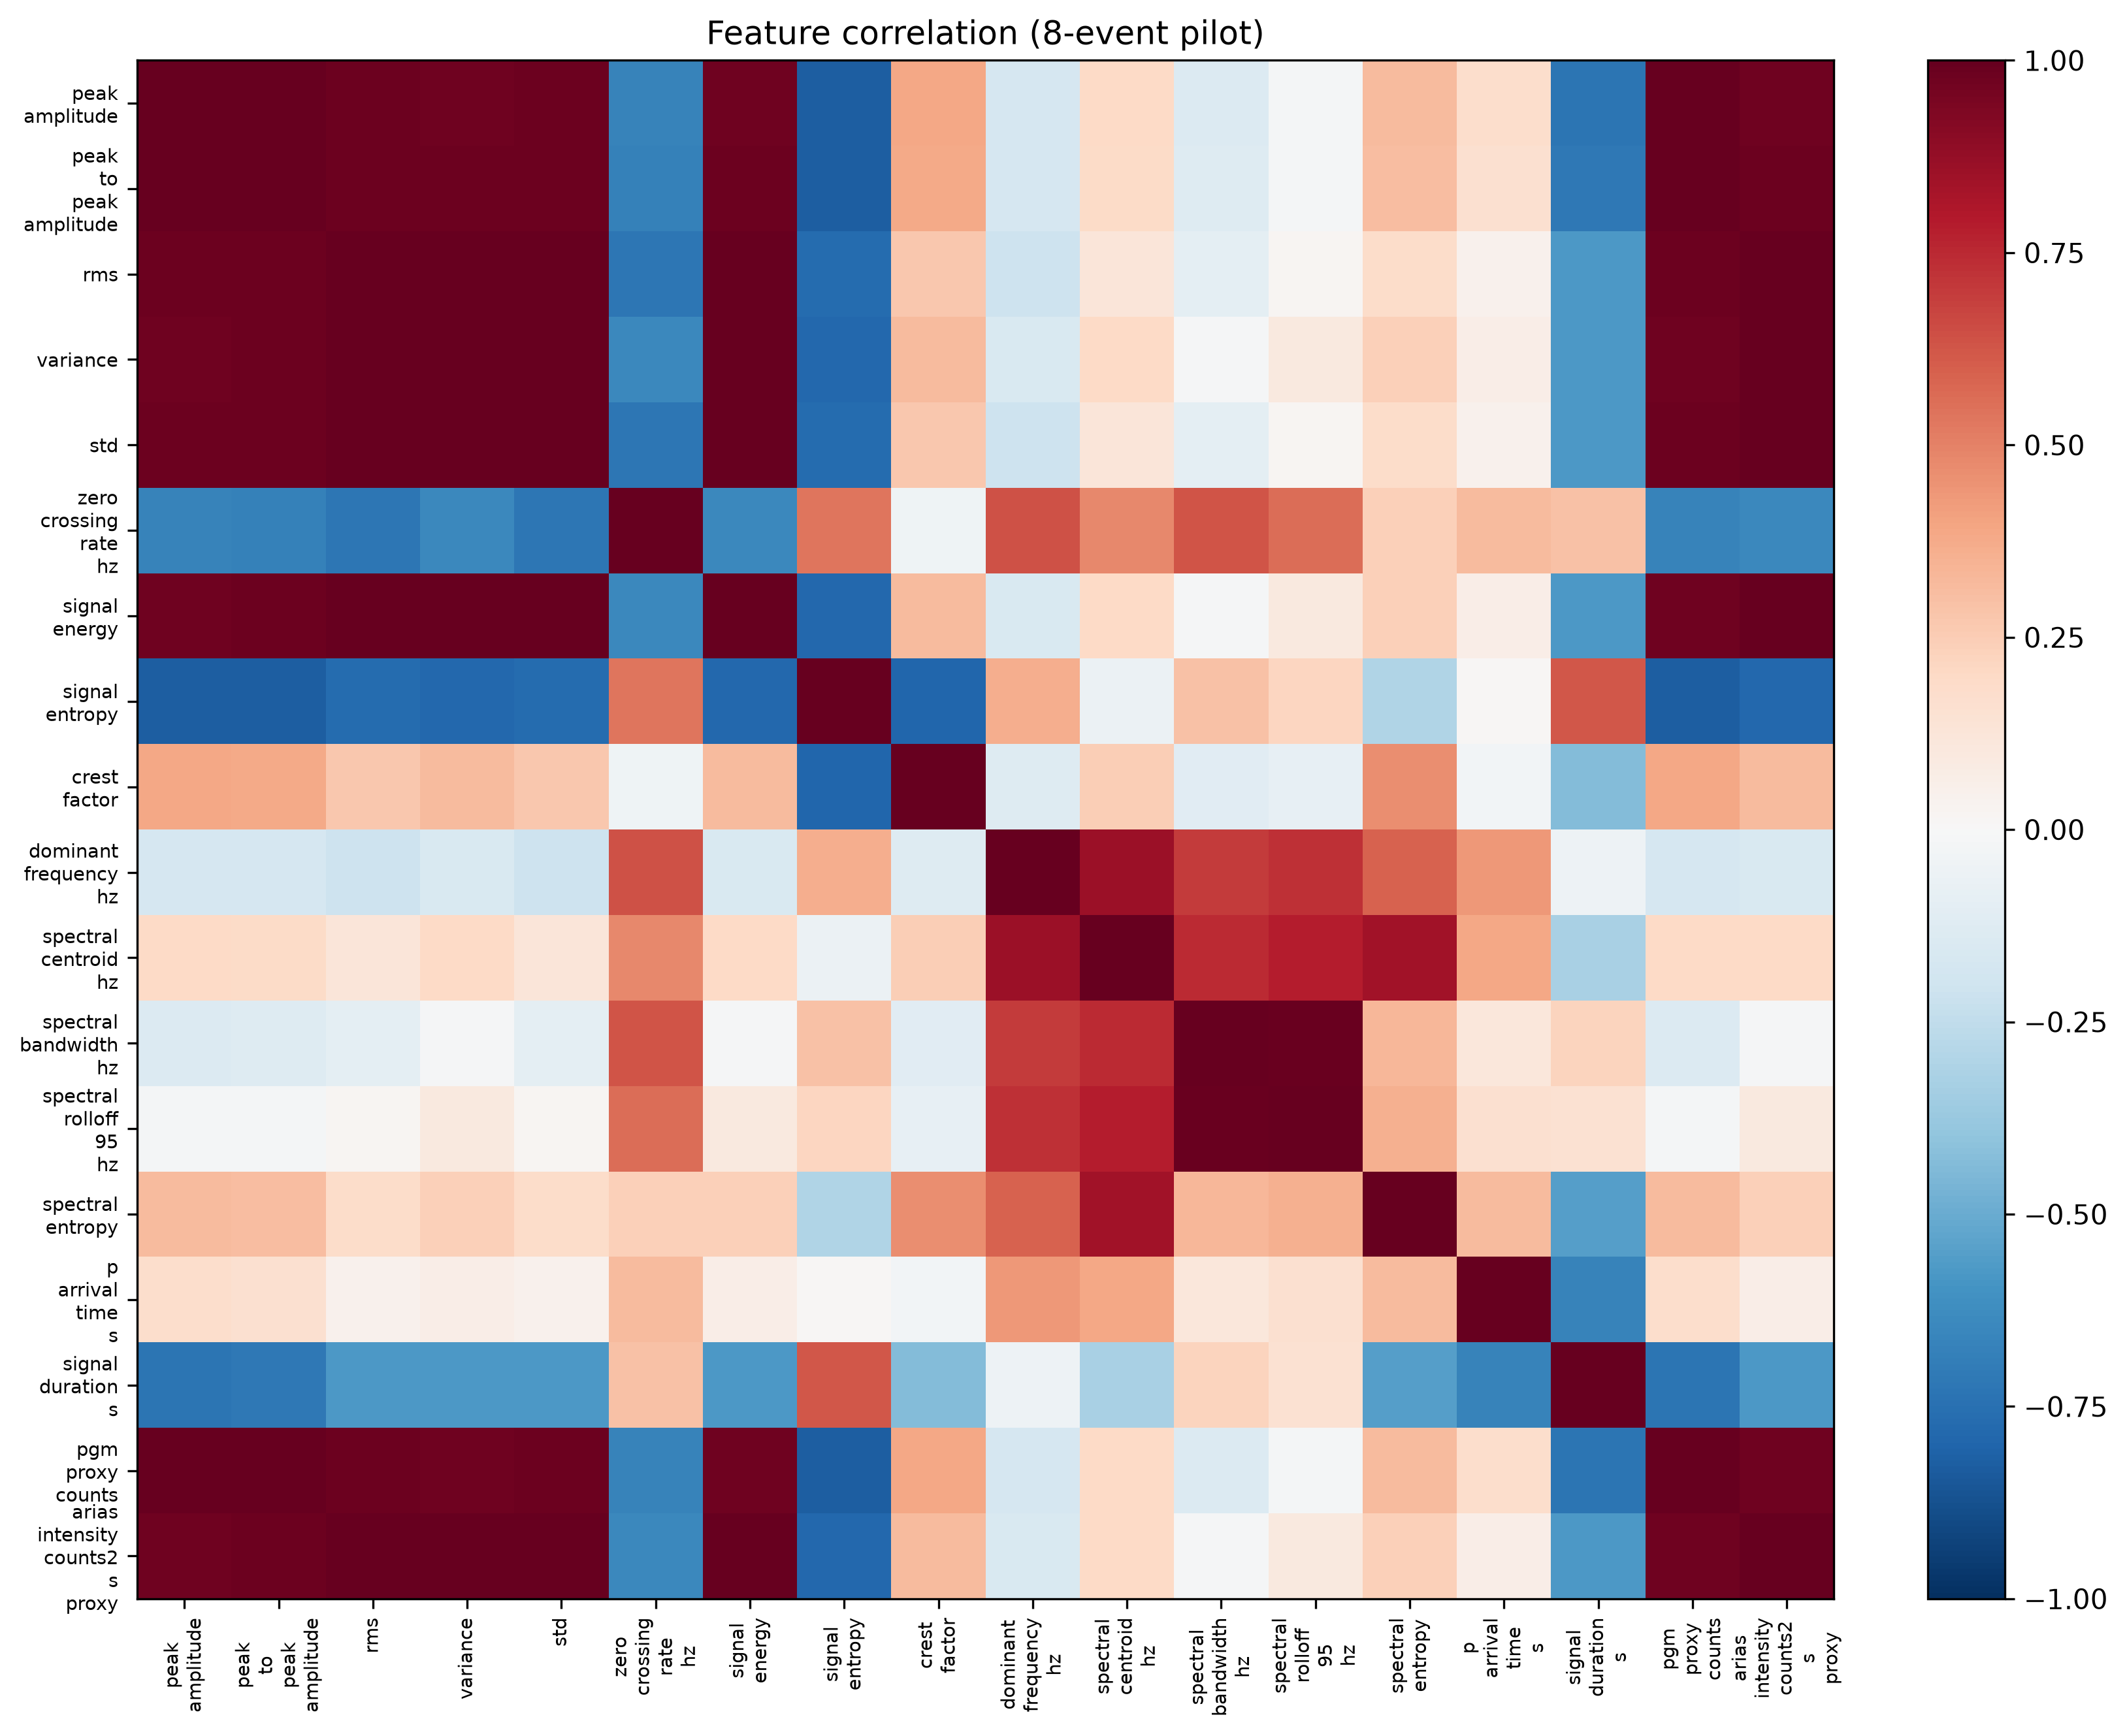 Feature correlation (8-event pilot)
peak
amplitude
peak
to
peak
amplitude
rms
variance
std
zero
crossing
rate
hz
signal
energy
signal
entropy
crest
factor
dominant
frequency
hz
spectral
centroid
hz
spectral
bandwidth
hz
spectral
rolloff
95
hz
spectral
entropy
p
arrival
time
s
signal
duration
s
pgm
proxy
counts
arias
intensity
counts2
s
proxy
peak
amplitude
peak
to
peak
amplitude
rms
variance
std
zero
crossing
rate
hz
signal
energy
signal
entropy
crest
factor
dominant
frequency
hz
spectral
centroid
hz
spectral
bandwidth
hz
spectral
rolloff
95
hz
spectral
entropy
p
arrival
time
s
signal
duration
s
pgm
proxy
counts
arias
intensity
counts2
s
proxy
1.00
0.75
0.50
0.25
0.00
−0.25
−0.50
−0.75
−1.00